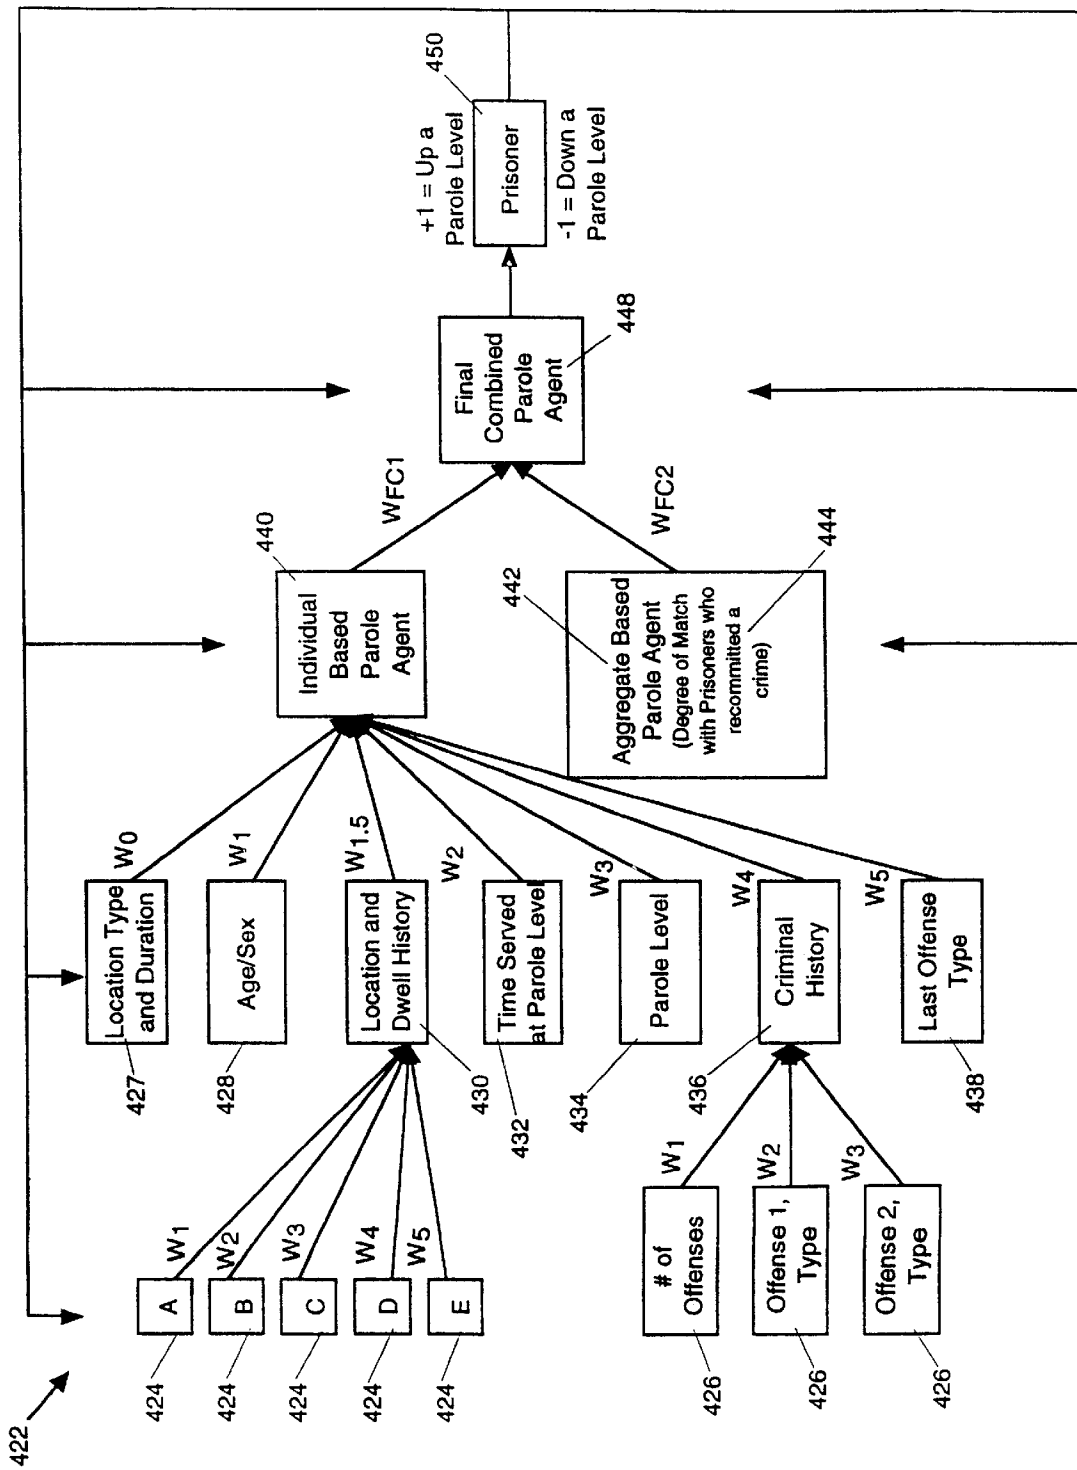 422
424
A
W1
424
B
W2
424
C
W3
424
D
W4
424
E
W5
426
# of
Offenses
W1
426
Offense 1,
Type
W2
426
Offense 2,
Type
W3
427
Location Type
and Duration
W0
428
Age/Sex
W1
430
Location and
Dwell History
W1.5
432
Time Served
at Parole Level
W2
434
Parole Level
W3
436
Criminal
History
W4
438
Last Offense
Type
W5
440
Individual
Based
Parole
Agent
WFC1
442
Aggregate Based
Parole Agent
(Degree of Match
with Prisoners who
recommitted a
crime)
444
WFC2
Final
Combined
Parole
Agent
448
450
+1 = Up a
Parole Level
Prisoner
-1 = Down a
Parole Level